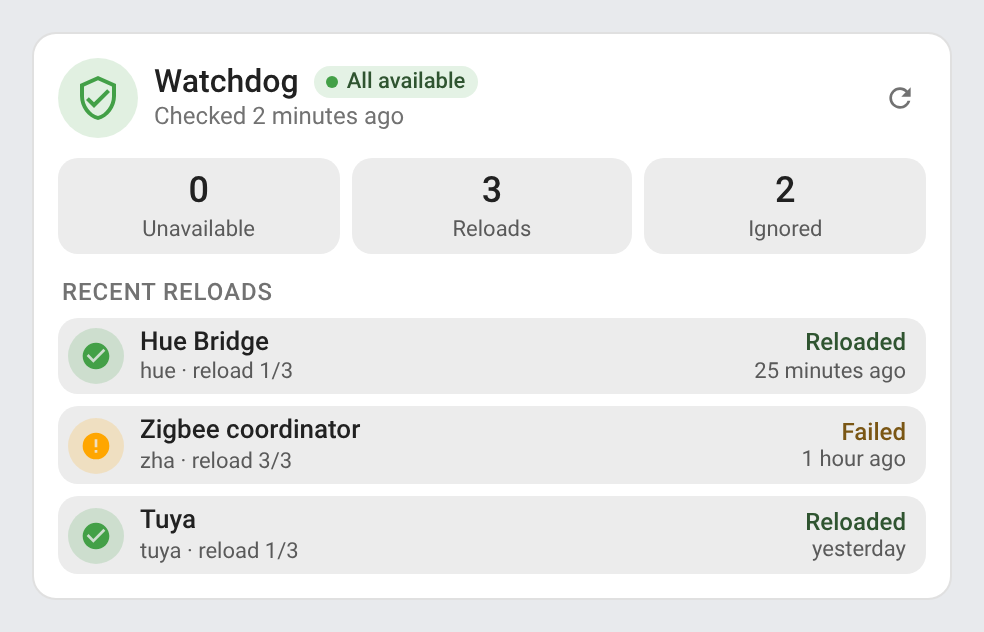 Watchdog
All available
Checked 2 minutes ago
0
Unavailable
3
Reloads
2
Ignored
RECENT RELOADS
Hue Bridge
hue · reload 1/3
Reloaded
25 minutes ago
Zigbee coordinator
zha · reload 3/3
Failed
1 hour ago
Tuya
tuya · reload 1/3
Reloaded
yesterday